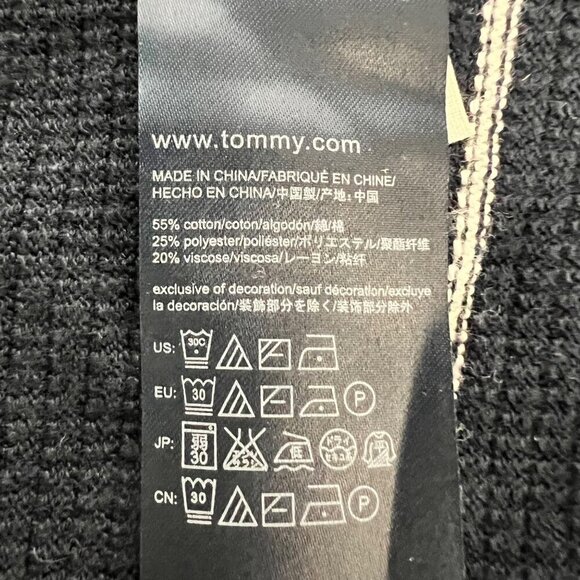 www.tommy.com
MADE IN CHINA/FABRIQUÉ EN CHINE/
HECHO EN CHINA/中国製/产地: 中国
55% cotton/coton/algodón/綿/棉
25% polyester/poliéster/ポリエステル/聚酯纤维
20% viscose/viscosa/レーヨン/粘纤
exclusive of decoration/sauf décoration/excluye
la decoración/装飾部分を除く/装饰部分除外
US: 30C
EU: 30 P
JP: 弱 30 低 ドライ
CN: 30 P